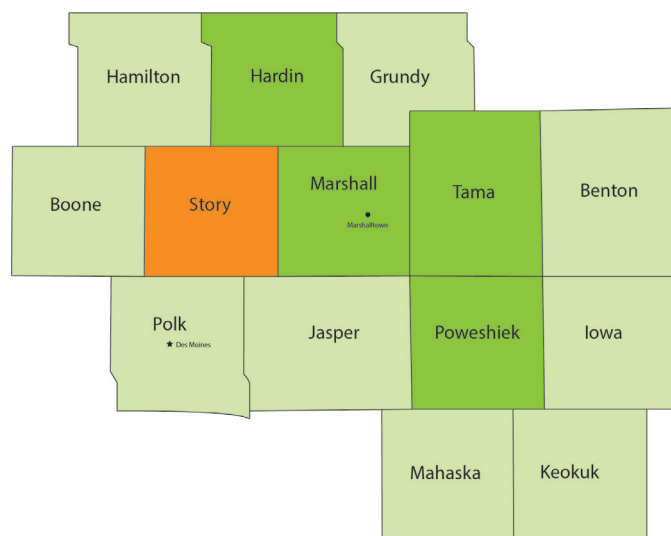 Hamilton
Hardin
Grundy
Boone
Story
Marshall
Marshalltown
Tama
Benton
Polk
Des Moines
Jasper
Poweshiek
Iowa
Mahaska
Keokuk